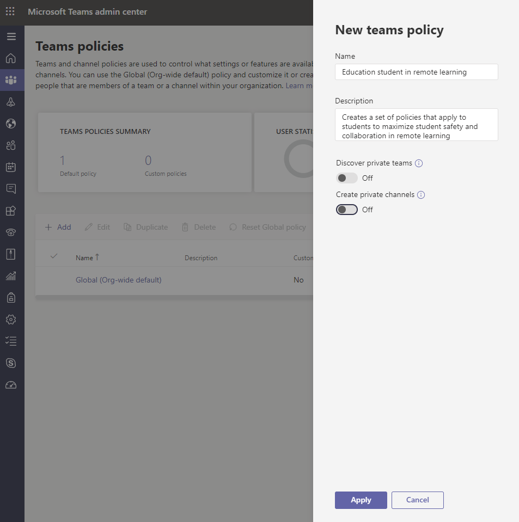 Microsoft Teams admin center
Teams policies
Teams and channel policies are used to control what settings or features are availab
channels. You can use the Global (Org-wide default) policy and customize it or crea
people that are members of a team or a channel within your organization. Learn m
TEAMS POLICIES SUMMARY
1
Default policy
0
Custom policies
USER STATI
Add
Edit
Duplicate
Delete
Reset Global policy
Name ↑
Description
Custom
Global (Org-wide default)
No
New teams policy
Name
Education student in remote learning
Description
Creates a set of policies that apply to
students to maximize student safety and
collaboration in remote learning
Discover private teams
Off
Create private channels
Off
Apply
Cancel